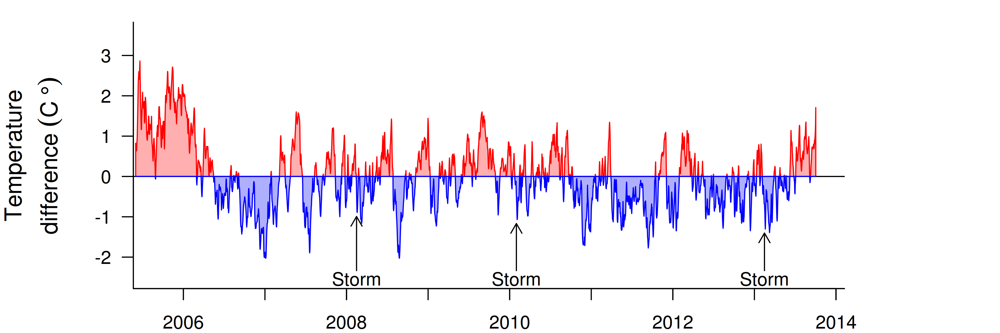 Temperature
difference (C °)
3
2
1
0
-1
-2
Storm
Storm
Storm
2006
2008
2010
2012
2014